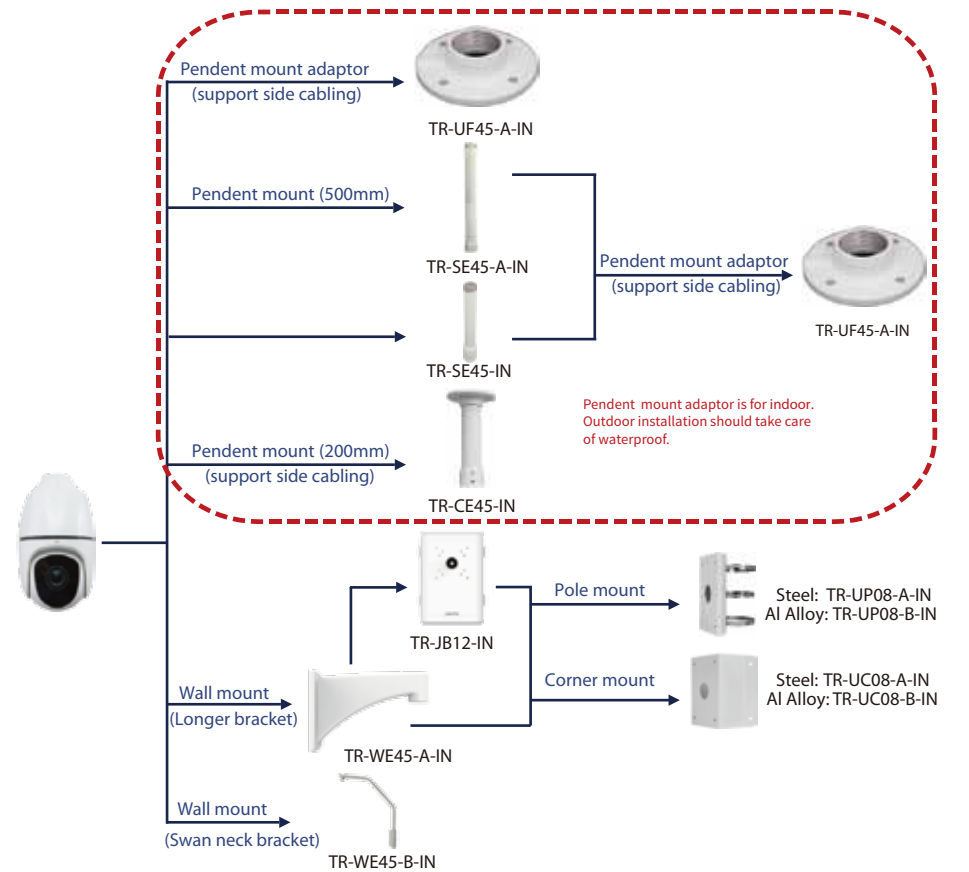 Pendent mount adaptor
(support side cabling)
TR-UF45-A-IN
Pendent mount (500mm)
TR-SE45-A-IN
Pendent mount adaptor
(support side cabling)
TR-UF45-A-IN
TR-SE45-IN
Pendent  mount adaptor is for indoor.
Outdoor installation should take care
of waterproof.
Pendent mount (200mm)
(support side cabling)
TR-CE45-IN
TR-JB12-IN
Pole mount
Steel:  TR-UP08-A-IN
Al Alloy: TR-UP08-B-IN
Corner mount
Steel: TR-UC08-A-IN
Al Alloy: TR-UC08-B-IN
Wall mount
(Longer bracket)
TR-WE45-A-IN
Wall mount
(Swan neck bracket)
TR-WE45-B-IN